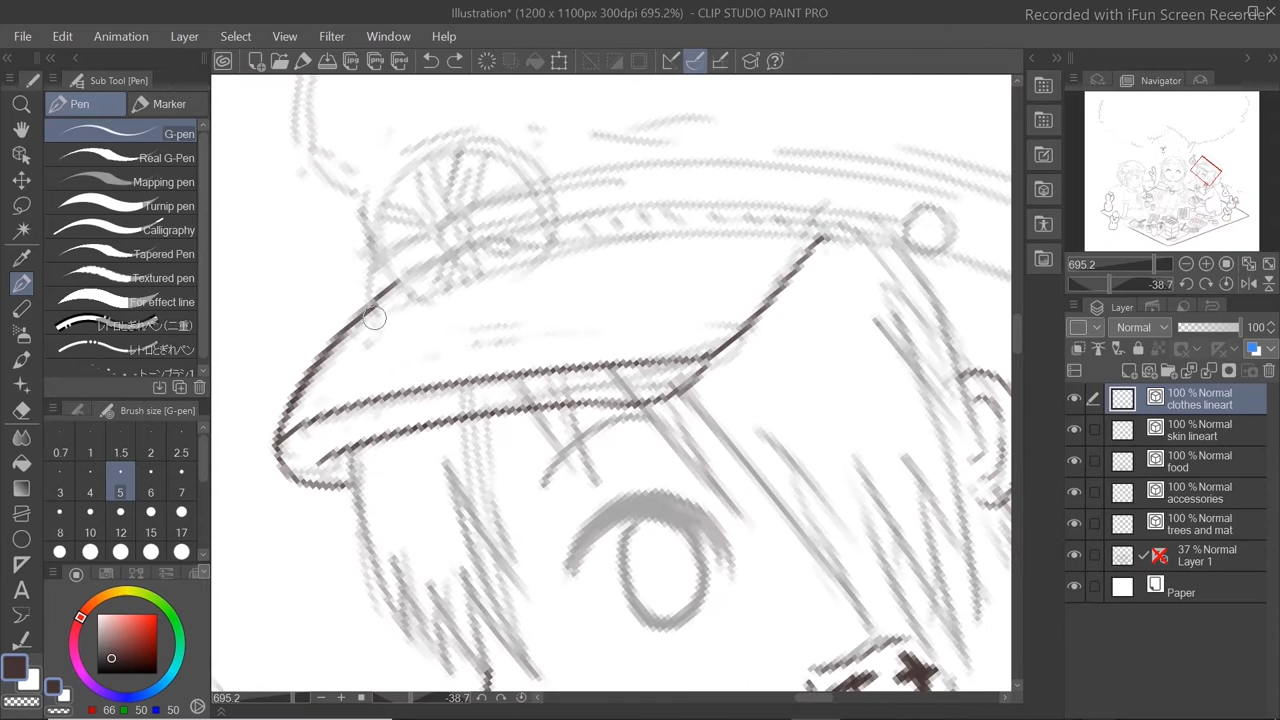 Illustration* (1200 x 1100px 300dpi 695.2%) - CLIP STUDIO PAINT PRO
Recorded with iFun Screen Recorder
File Edit Animation Layer Select View Filter Window Help
Sub Tool [Pen]
Pen
Marker
G-pen
Real G-Pen
Mapping pen
Turnip pen
Calligraphy
Tapered Pen
Textured pen
For effect line
Brush size [G-pen]
0.7 1 1.5 2 2.5
3 4 5 6 7
8 10 12 15 17
66 50 50
695.2
-38.7
Navigator
695.2
-38.7
Layer
Normal
100
100 % Normal
clothes lineart
100 % Normal
skin lineart
100 % Normal
food
100 % Normal
accessories
100 % Normal
trees and mat
37 % Normal
Layer 1
Paper